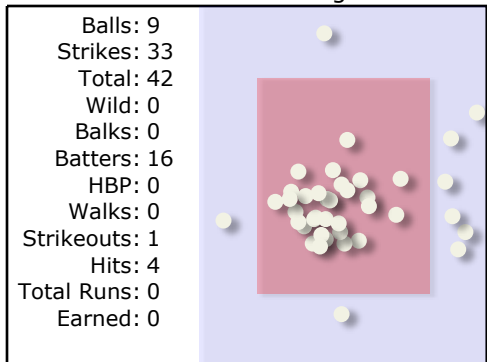 Balls: 9
Strikes: 33
Total: 42
Wild: 0
Balks: 0
Batters: 16
HBP: 0
Walks: 0
Strikeouts: 1
Hits: 4
Total Runs: 0
Earned: 0